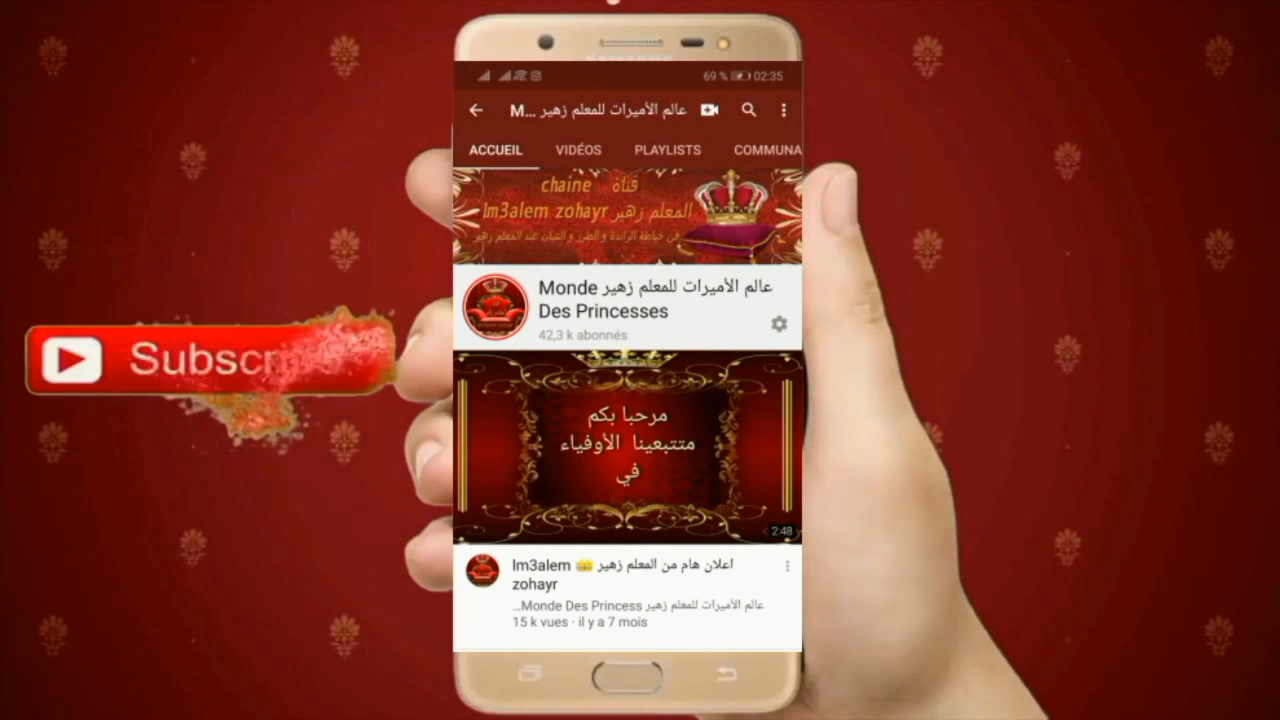 69 % 02:35
عالم الأميرات للمعلم زهير M...
ACCUEIL VIDÉOS PLAYLISTS COMMUNA
chaine قناة
lm3alem zohayr المعلم زهير
عالم الأميرات للمعلم زهير Monde
Des Princesses
42,3 k abonnés
Subscr
مرحبا بكم
متتبعينا الأوفياء
في
2:48
اعلان هام من المعلم زهير 👑 lm3alem
zohayr
عالم الأميرات للمعلم زهير Monde Des Princess...
15 k vues · il y a 7 mois